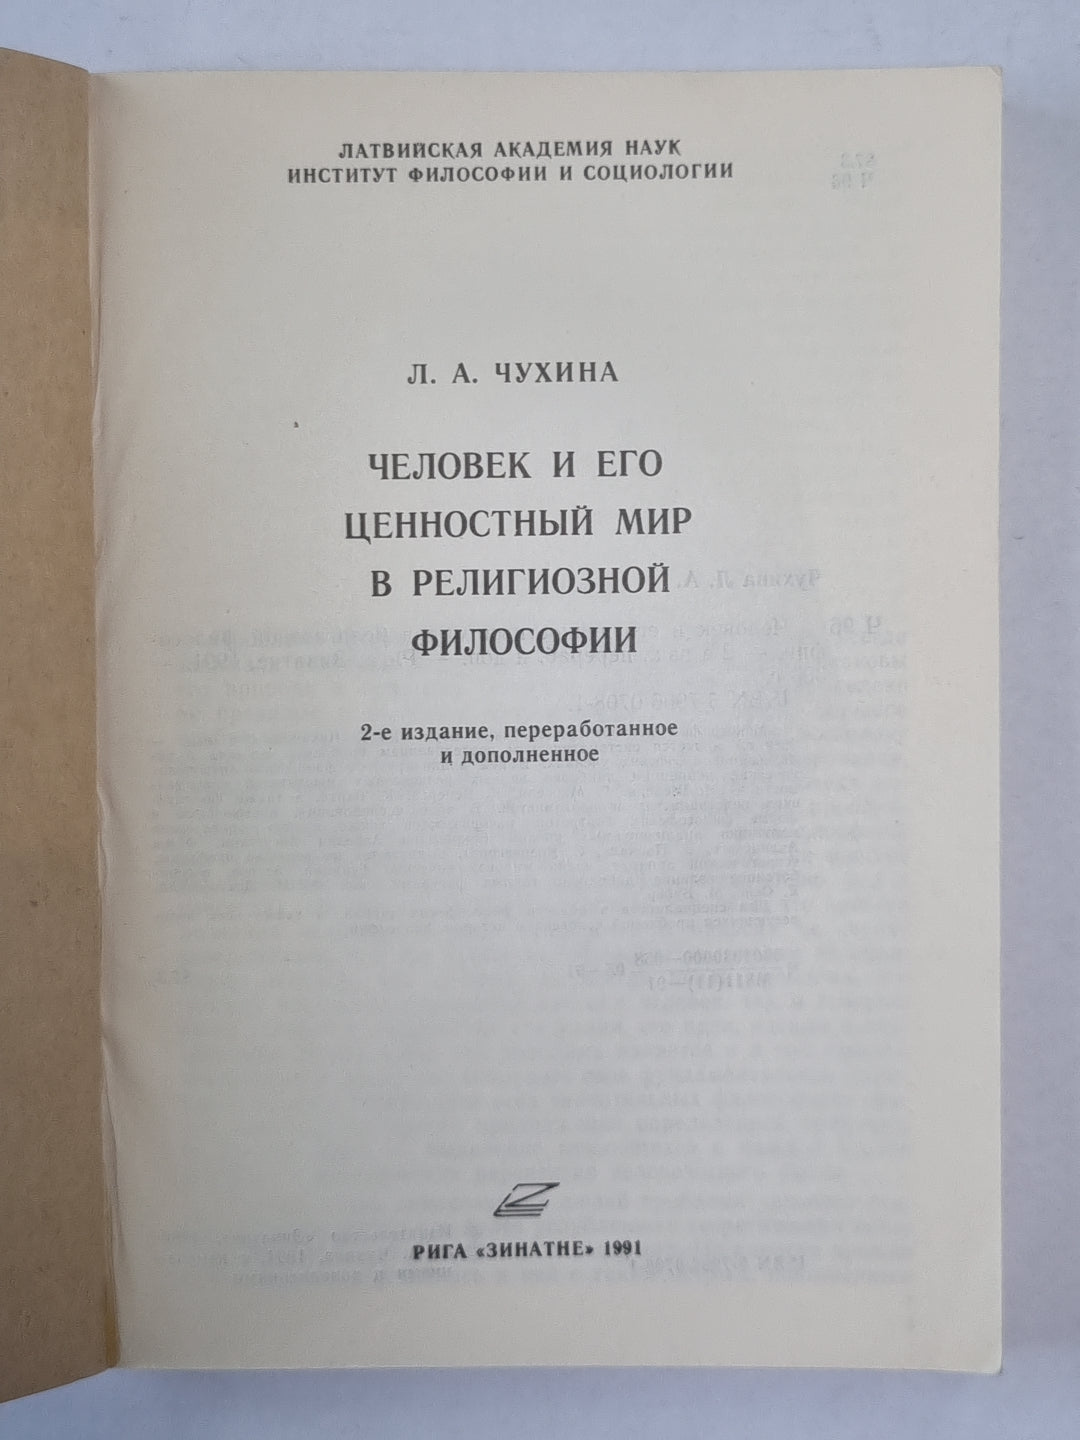 ЛАТВИЙСКАЯ АКАДЕМИЯ НАУК
ИНСТИТУТ ФИЛОСОФИИ И СОЦИОЛОГИИ
Л. А. ЧУХИНА
ЧЕЛОВЕК И ЕГО
ЦЕННОСТНЫЙ МИР
В РЕЛИГИОЗНОЙ
ФИЛОСОФИИ
2-е издание, переработанное
и дополненное
РИГА «ЗИНАТНЕ» 1991